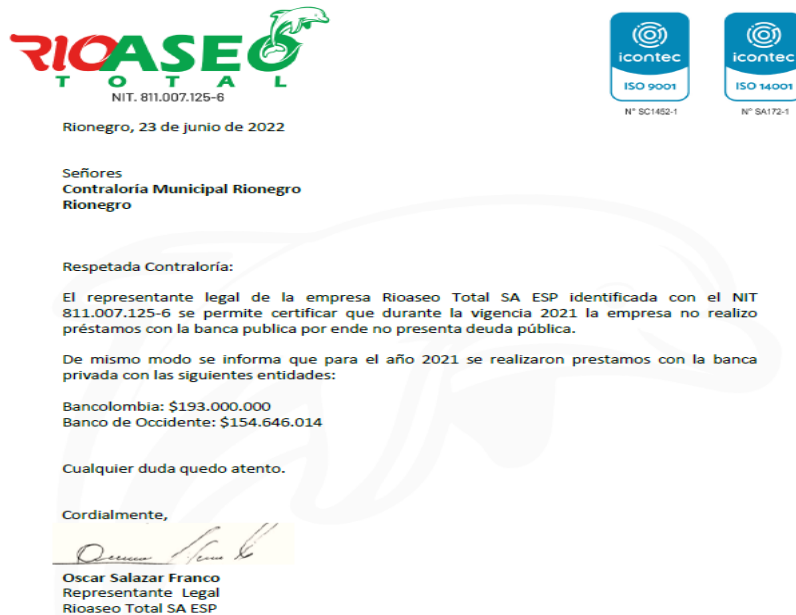 RIOASEO
TOTAL
NIT. 811.007.125-6
icontec
ISO 9001
N° SC1452-1
icontec
ISO 14001
N° SA172-1
Rionegro, 23 de junio de 2022
Señores
Contraloría Municipal Rionegro
Rionegro
Respetada Contraloría:
El representante legal de la empresa Rioaseo Total SA ESP identificada con el NIT
811.007.125-6 se permite certificar que durante la vigencia 2021 la empresa no realizo
préstamos con la banca publica por ende no presenta deuda pública.
De mismo modo se informa que para el año 2021 se realizaron prestamos con la banca
privada con las siguientes entidades:
Bancolombia: $193.000.000
Banco de Occidente: $154.646.014
Cualquier duda quedo atento.
Cordialmente,
Oscar Salazar Franco
Representante Legal
Rioaseo Total SA ESP